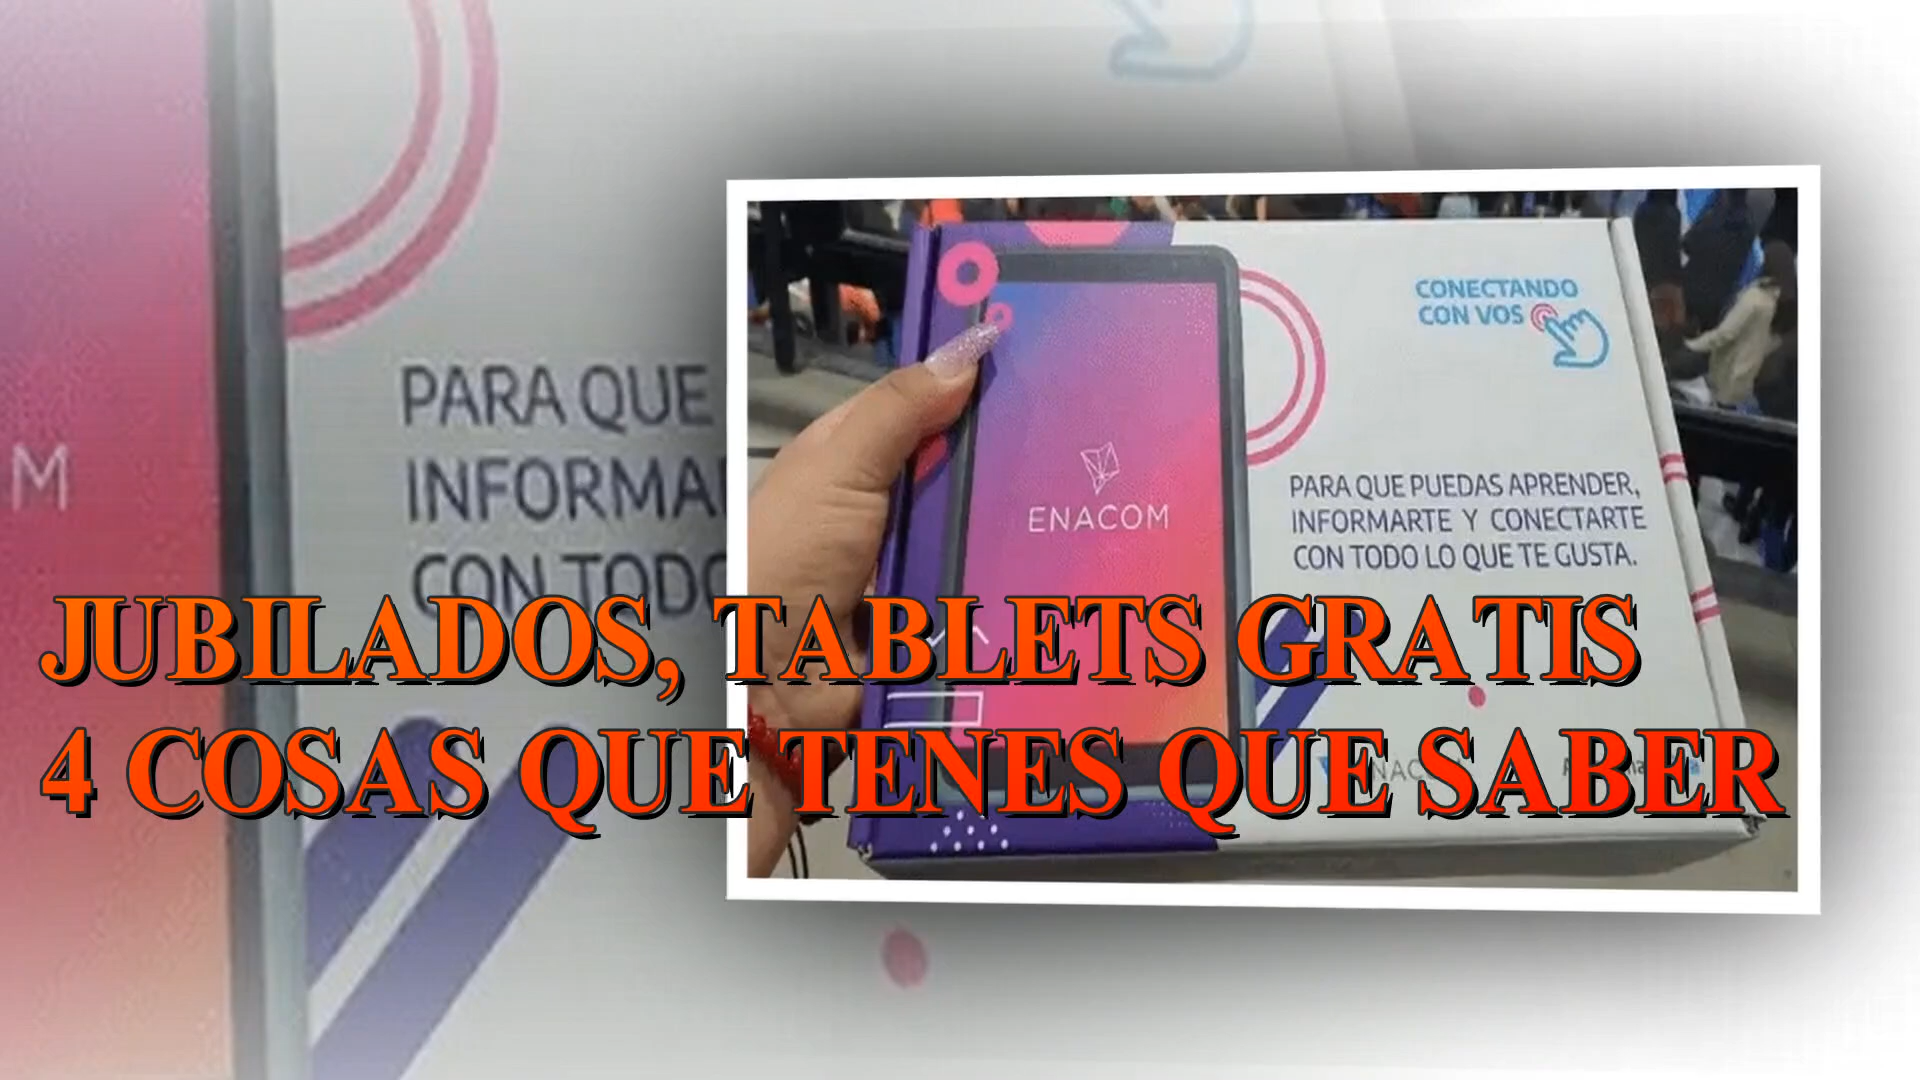 M
PARA QUE
INFORMA
CON TODO
CONECTANDO
CON VOS
PARA QUE PUEDAS APRENDER,
INFORMARTE Y CONECTARTE
CON TODO LO QUE TE GUSTA.
ENACOM
JUBILADOS, TABLETS GRATIS
4 COSAS QUE TENES QUE SABER